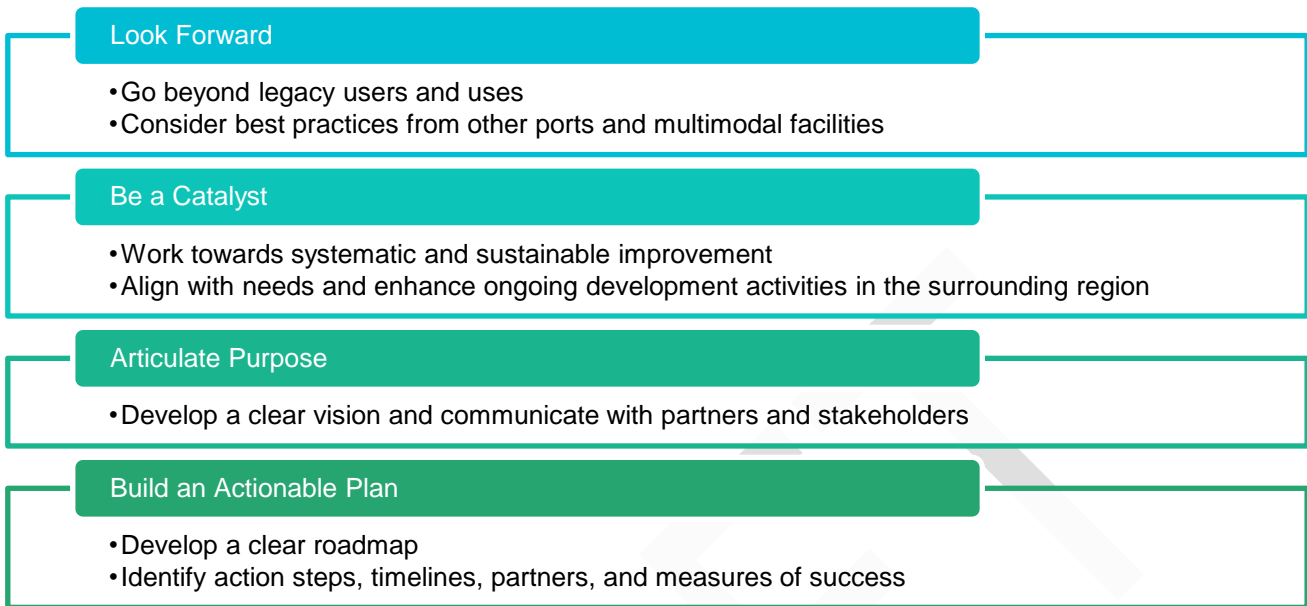 Look Forward
•Go beyond legacy users and uses
•Consider best practices from other ports and multimodal facilities
Be a Catalyst
•Work towards systematic and sustainable improvement
•Align with needs and enhance ongoing development activities in the surrounding region
Articulate Purpose
•Develop a clear vision and communicate with partners and stakeholders
Build an Actionable Plan
•Develop a clear roadmap
•Identify action steps, timelines, partners, and measures of success